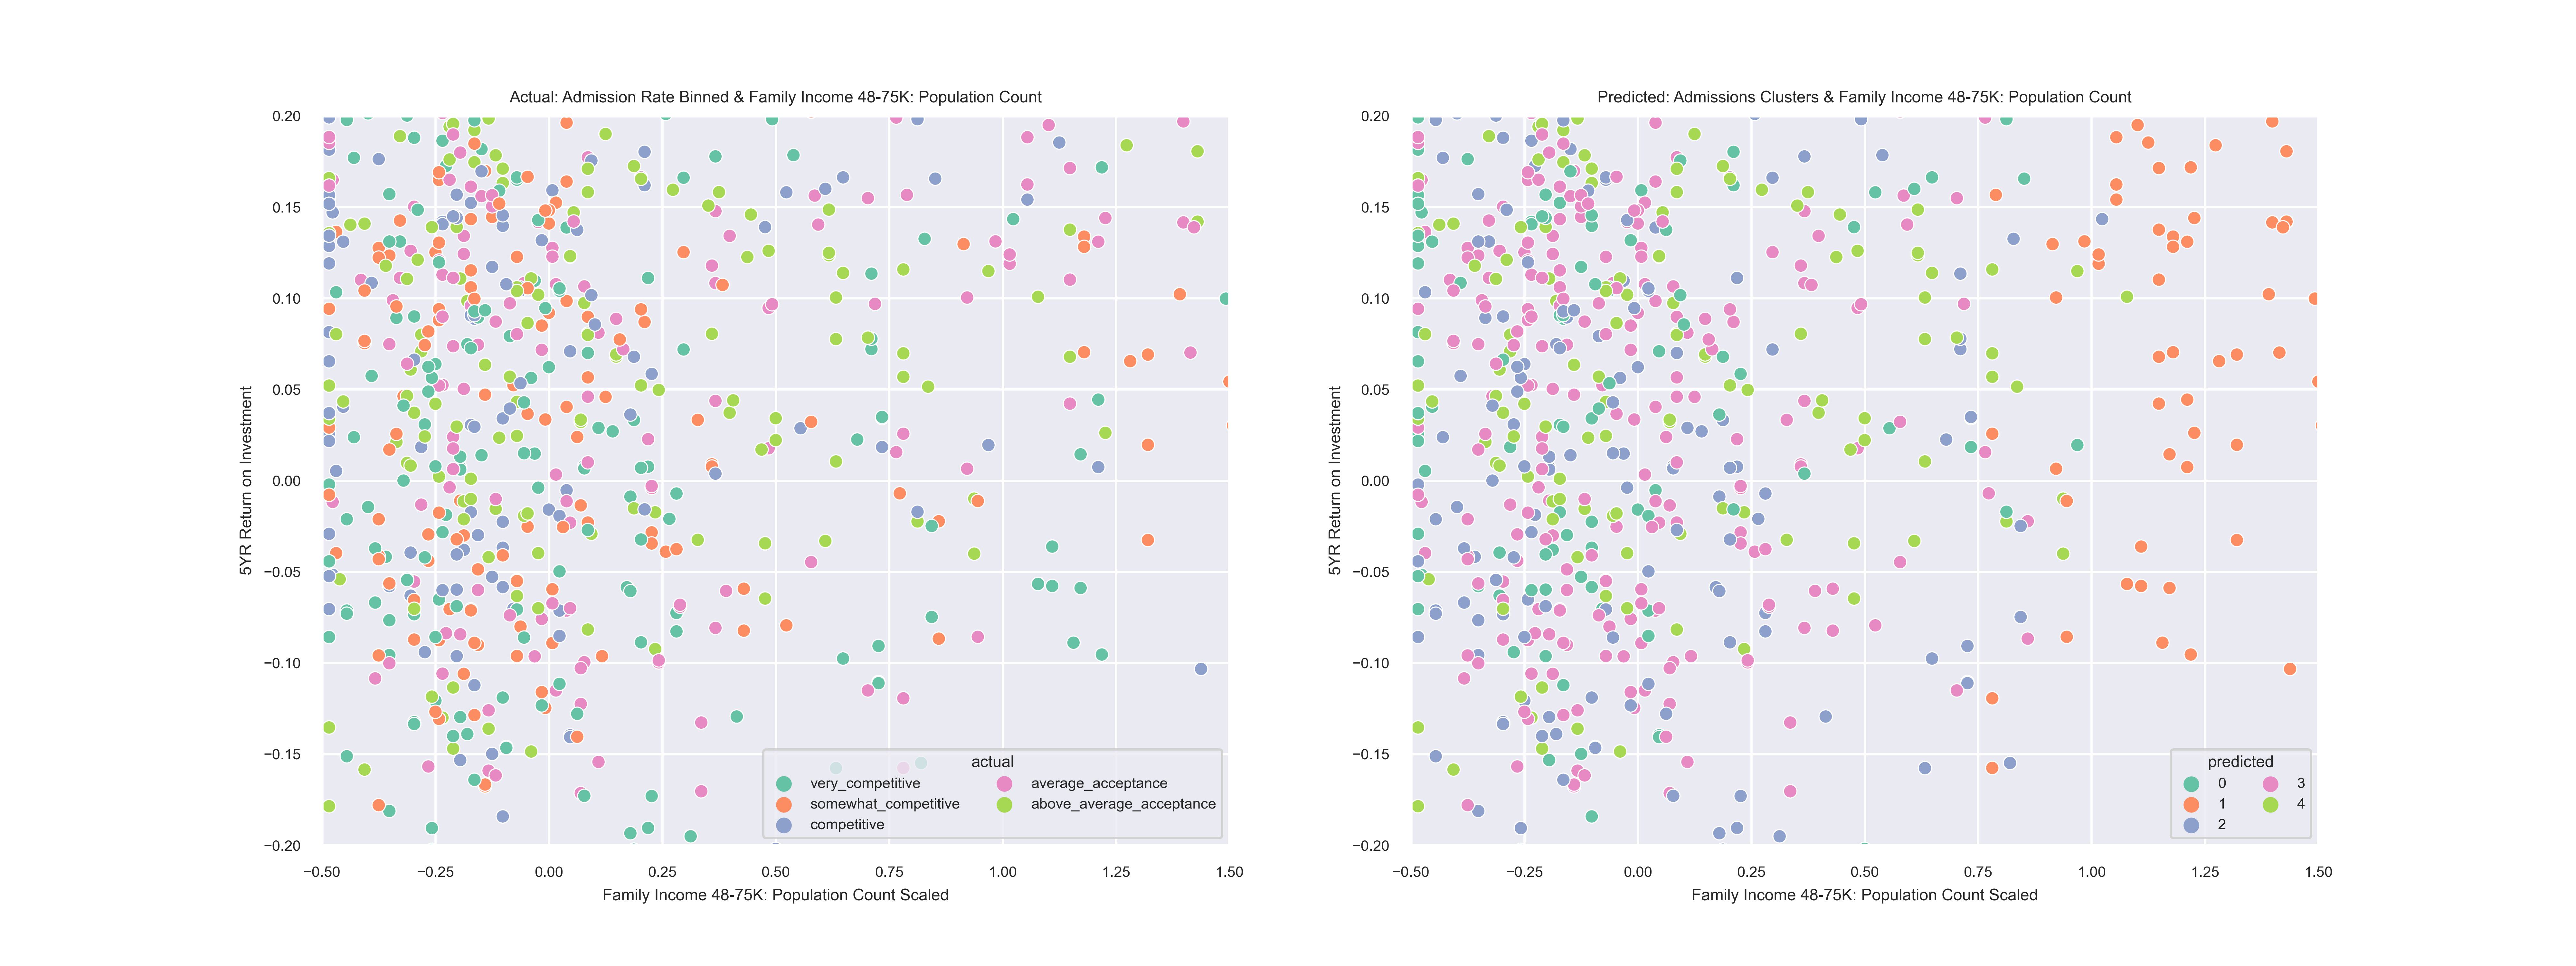 Actual: Admission Rate Binned & Family Income 48-75K: Population Count
0.20
0.15
0.10
0.05
0.00
−0.05
−0.10
−0.15
−0.20
5YR Return on Investment
actual
very_competitive
somewhat_competitive
competitive
average_acceptance
above_average_acceptance
−0.50 −0.25 0.00 0.25 0.50 0.75 1.00 1.25 1.50
Family Income 48-75K: Population Count Scaled
Predicted: Admissions Clusters & Family Income 48-75K: Population Count
0.20
0.15
0.10
0.05
0.00
−0.05
−0.10
−0.15
−0.20
5YR Return on Investment
predicted
0
1
2
3
4
−0.50 −0.25 0.00 0.25 0.50 0.75 1.00 1.25 1.50
Family Income 48-75K: Population Count Scaled